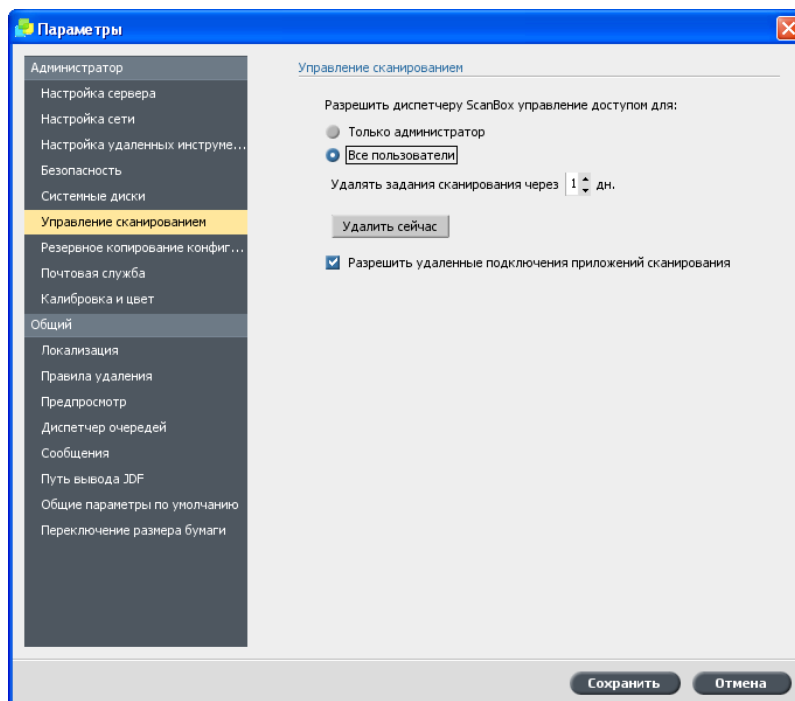 Параметры
Администратор
Настройка сервера
Настройка сети
Настройка удаленных инструме...
Безопасность
Системные диски
Управление сканированием
Резервное копирование конфиг...
Почтовая служба
Калибровка и цвет
Общий
Локализация
Правила удаления
Предпросмотр
Диспетчер очередей
Сообщения
Путь вывода JDF
Общие параметры по умолчанию
Переключение размера бумаги
Управление сканированием
Разрешить диспетчеру ScanBox управление доступом для:
Только администратор
Все пользователи
Удалять задания сканирования через 1 дн.
Удалить сейчас
Разрешить удаленные подключения приложений сканирования
Сохранить
Отмена